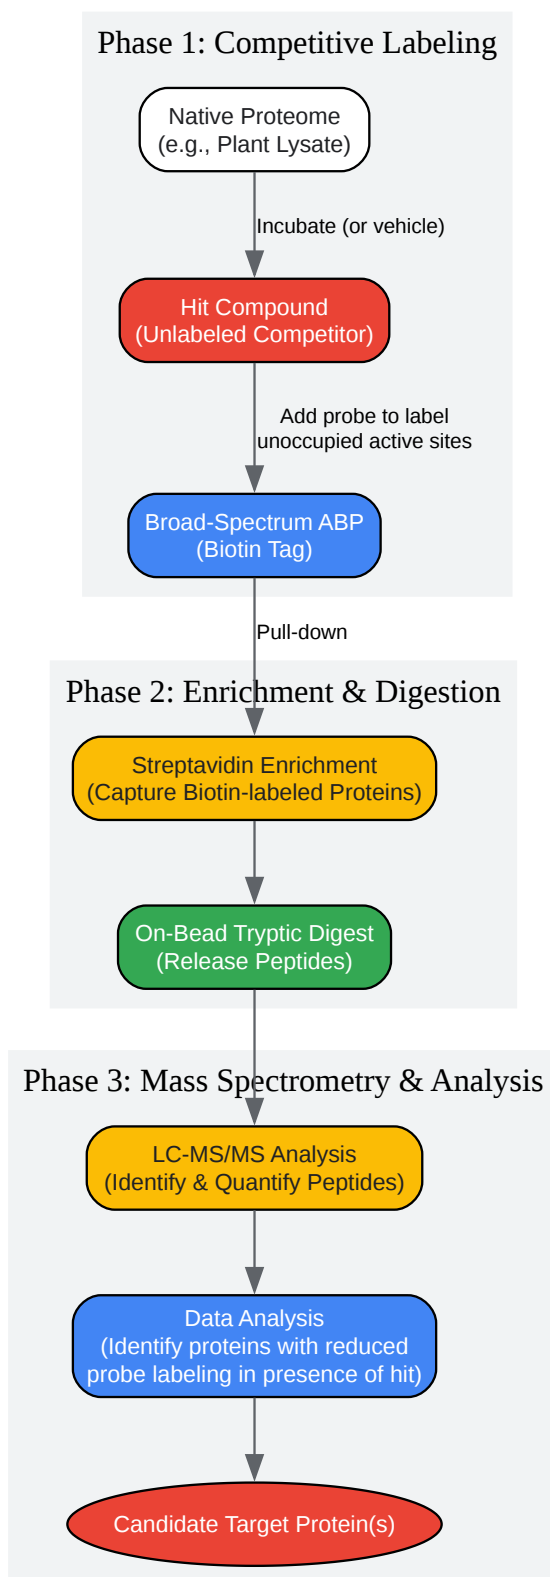 Phase 1: Competitive Labeling
Native Proteome
(e.g., Plant Lysate)
Incubate (or vehicle)
Hit Compound
(Unlabeled Competitor)
Add probe to label
unoccupied active sites
Broad-Spectrum ABP
(Biotin Tag)
Pull-down
Phase 2: Enrichment & Digestion
Streptavidin Enrichment
(Capture Biotin-labeled Proteins)
On-Bead Tryptic Digest
(Release Peptides)
Phase 3: Mass Spectrometry & Analysis
LC-MS/MS Analysis
(Identify & Quantify Peptides)
Data Analysis
(Identify proteins with reduced
probe labeling in presence of hit)
Candidate Target Protein(s)